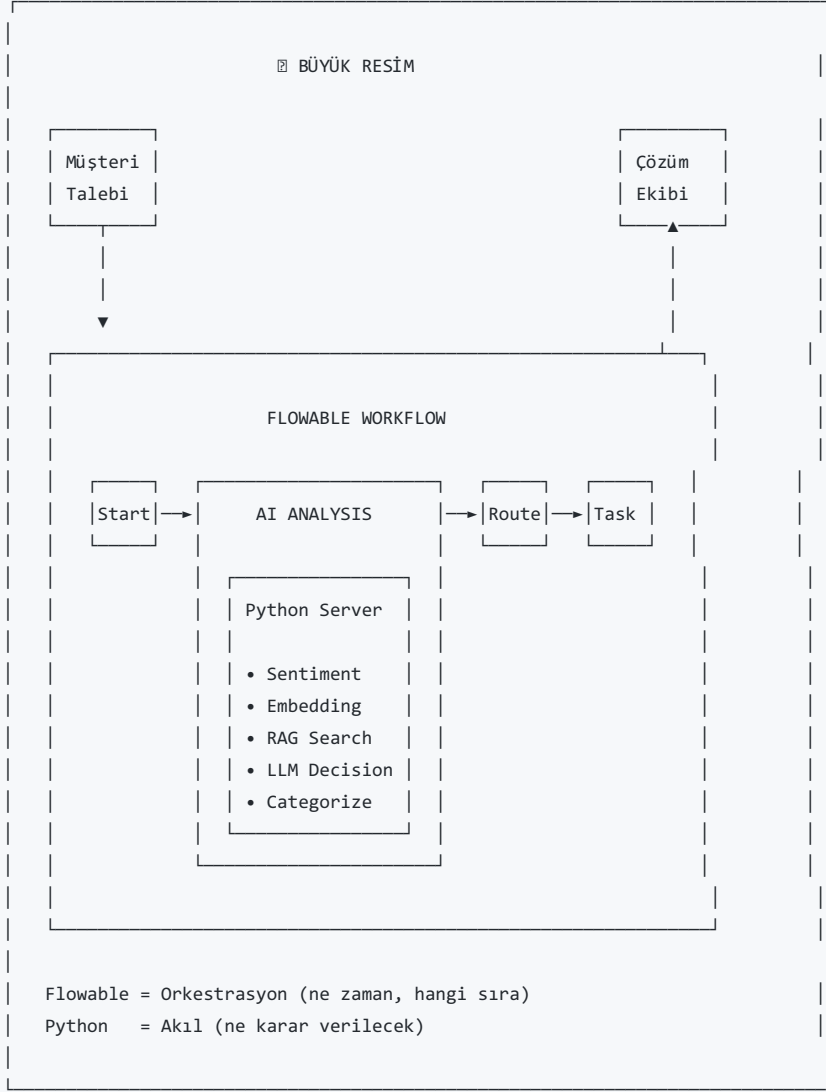 BÜYÜK RESİM
Müşteri Çözüm
Talebi Ekibi
FLOWABLE WORKFLOW
Start AI ANALYSIS Route Task
Python Server
• Sentiment
• Embedding
• RAG Search
• LLM Decision
• Categorize
Flowable = Orkestrasyon (ne zaman, hangi sıra)
Python = Akıl (ne karar verilecek)